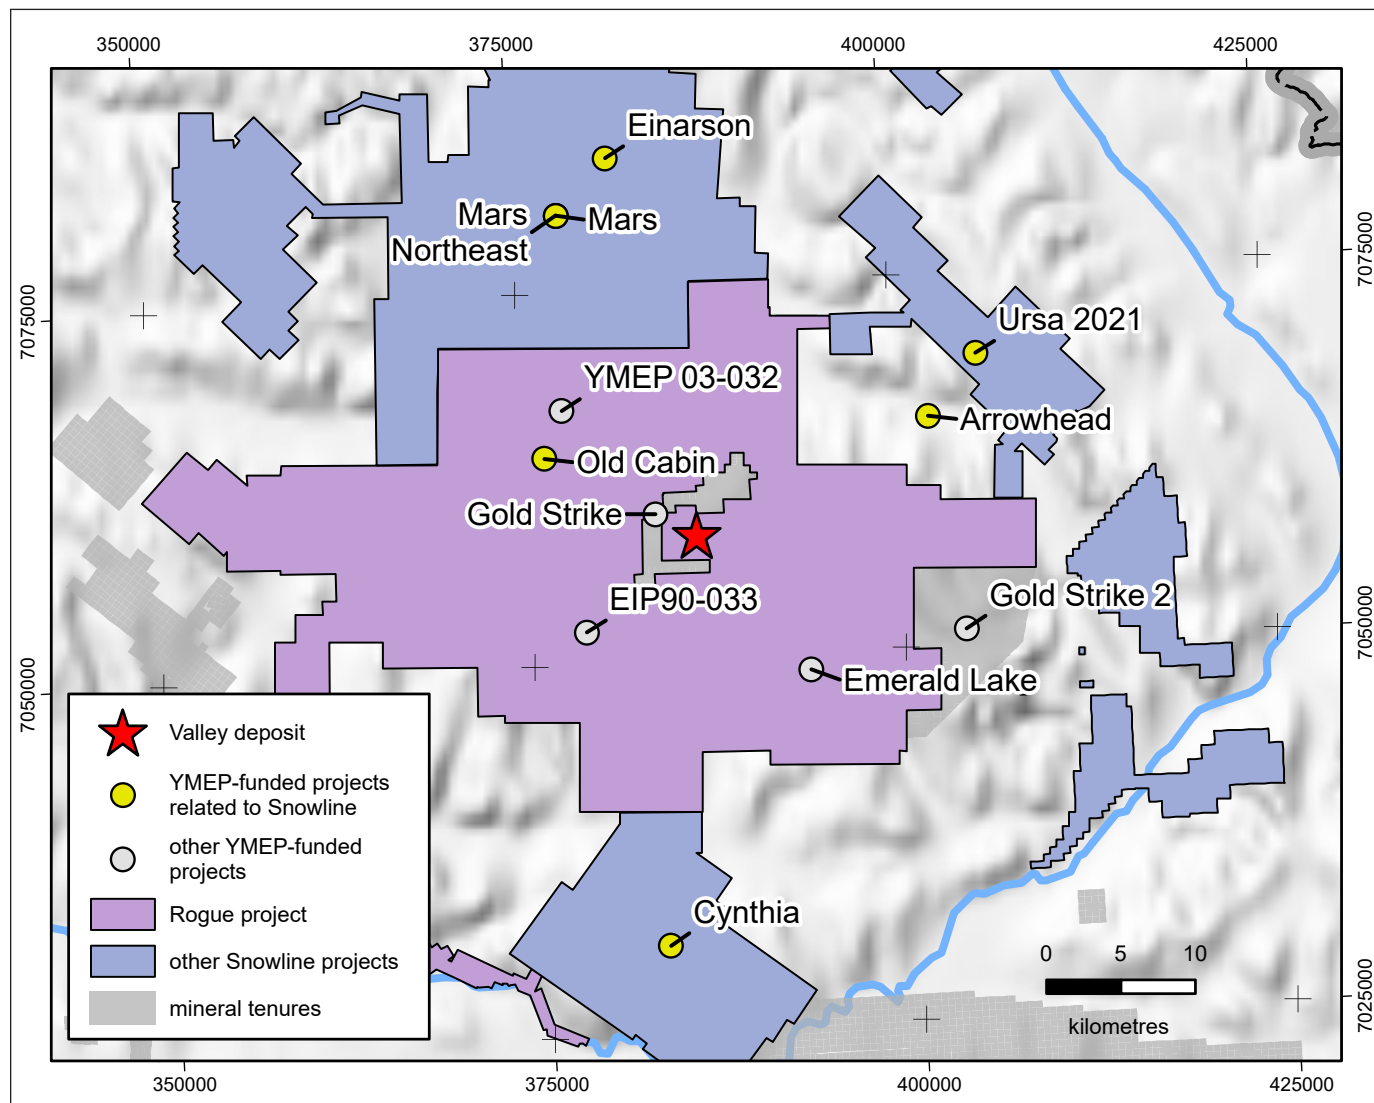 350000 375000 400000 425000
Einarson
Mars
Mars
Northeast
7075000
7075000
Ursa 2021
YMEP 03-032
Arrowhead
Old Cabin
Gold Strike
EIP90-033
Gold Strike 2
7050000
Emerald Lake
7050000
Valley deposit
YMEP-funded projects
related to Snowline
other YMEP-funded
projects
Rogue project
other Snowline projects
mineral tenures
Cynthia
0 5 10
kilometres
7025000
350000 375000 400000 425000